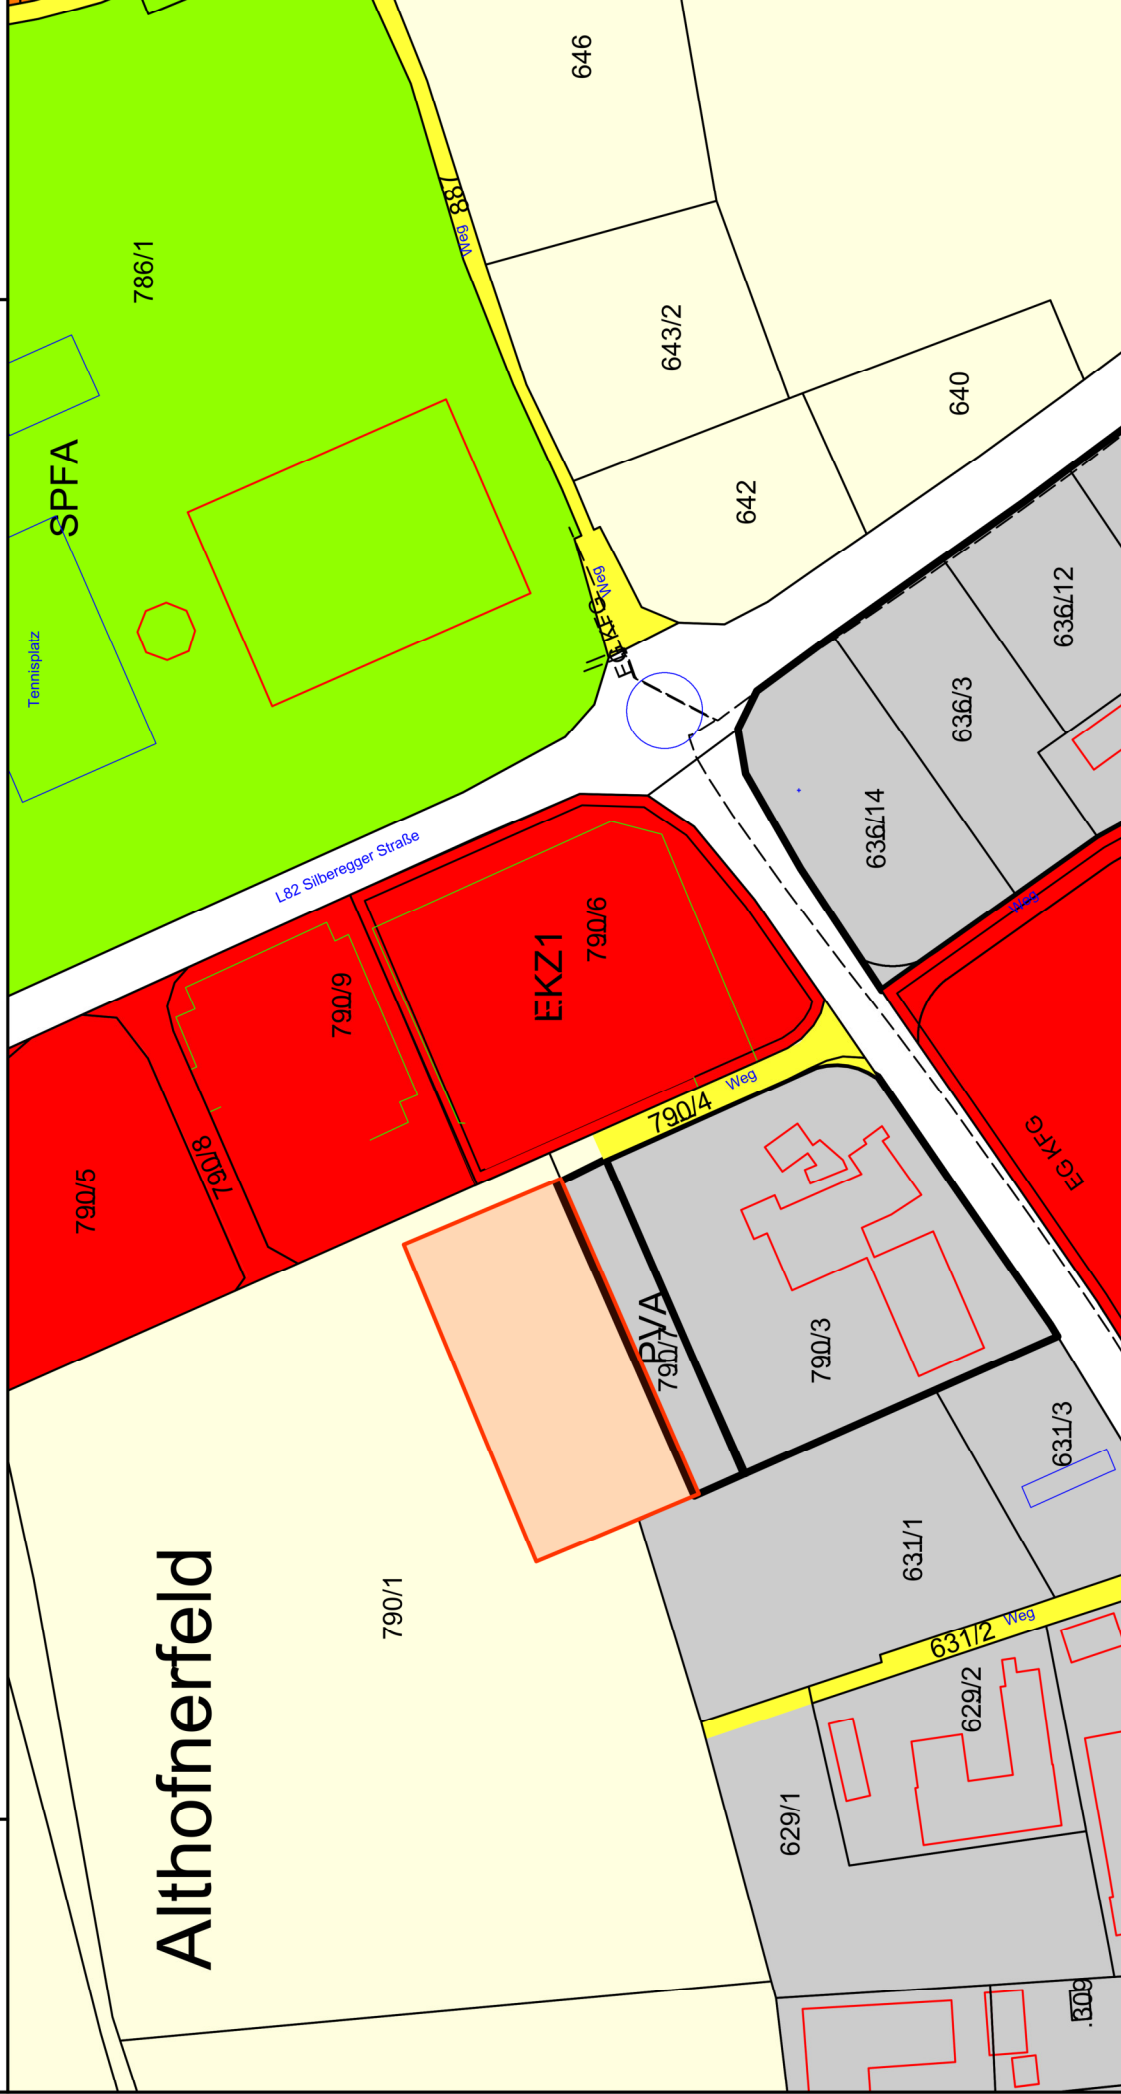 646
786/1
788
Weg
643/2
640
SPFA
642
Weg
EG KFG
Tennisplatz
636/12
636/3
636/14
L82 Silberegger Straße
790/6
EKZ1
790/9
Weg
790/4
Weg
790/8
790/5
EG KFG
PVA
790/7
790/3
631/3
631/1
790/1
Althofnerfeld
631/2
Weg
629/2
629/1
.309